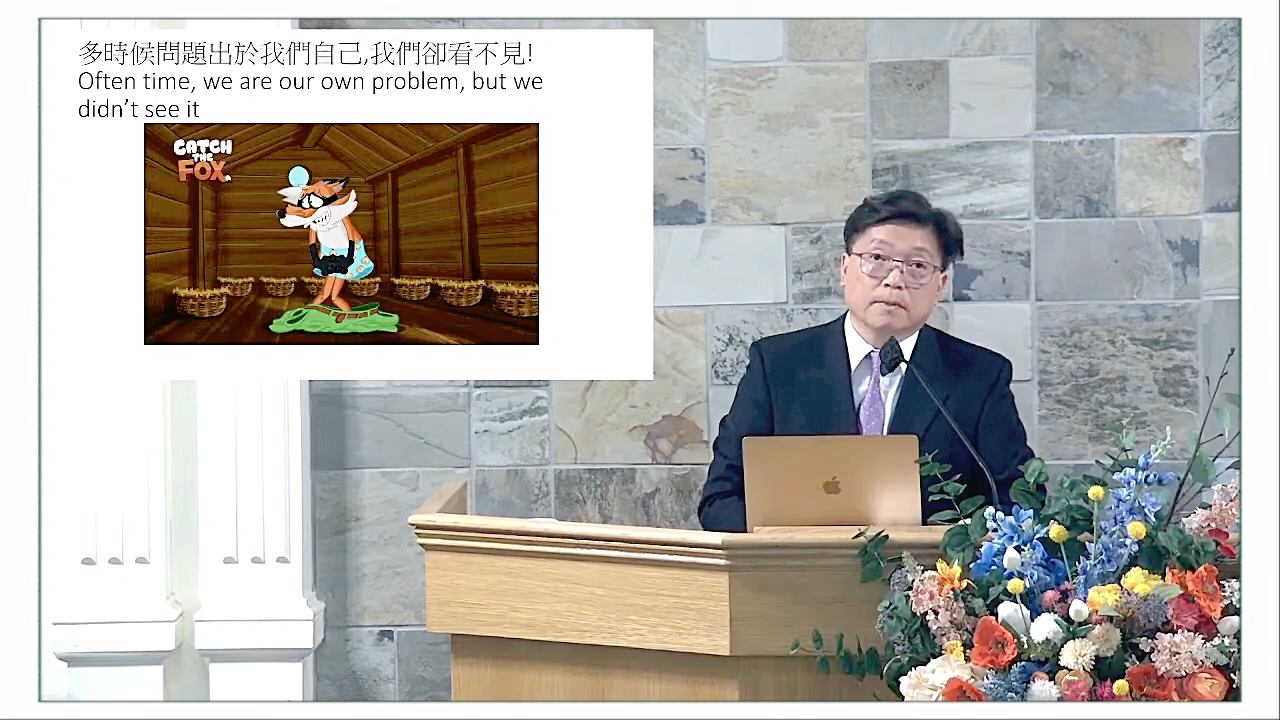 多時候問題出於我們自己,我們卻看不見!
Often time, we are our own problem, but we
didn't see it
CATCH
THE
FOX